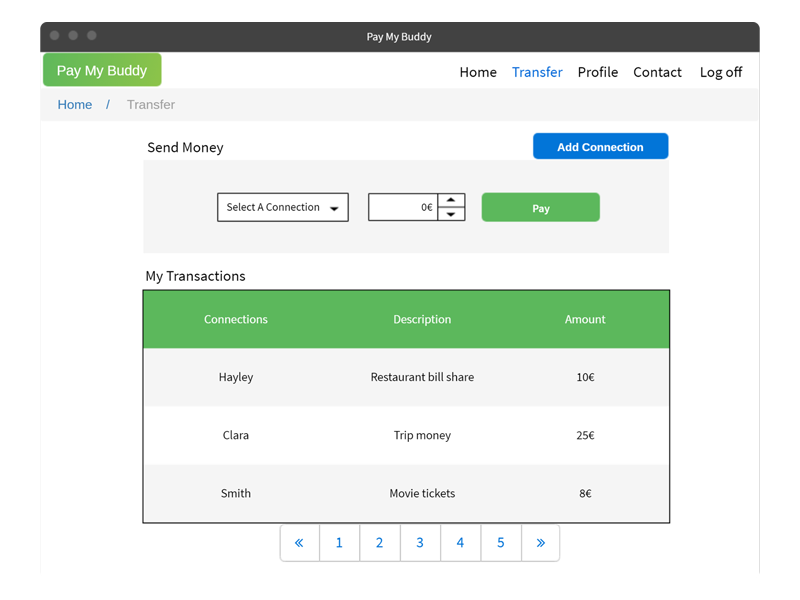 Pay My Buddy
Pay My Buddy
Home Transfer Profile Contact Log off
Home / Transfer
Send Money
Add Connection
Select A Connection 0€ Pay
My Transactions
Connections Description Amount
Hayley Restaurant bill share 10€
Clara Trip money 25€
Smith Movie tickets 8€
« 1 2 3 4 5 »